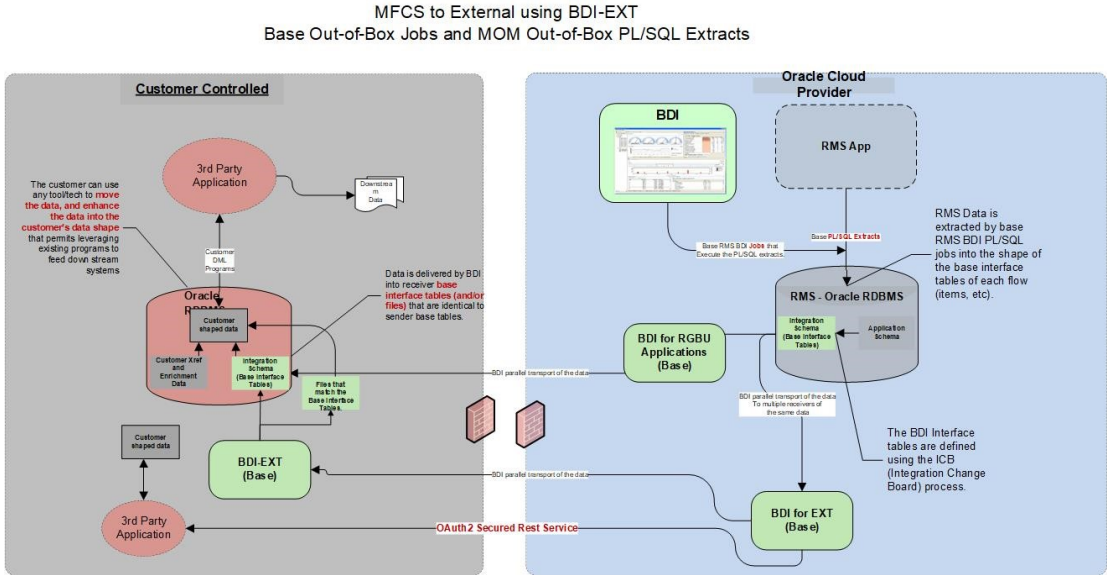 MFCS to External using BDI-EXT
Base Out-of-Box Jobs and MOM Out-of-Box PL/SQL Extracts
Customer Controlled
3rd Party
Application
Downstrea
m
Data
The customer can use
any tool/tech to move
the data, and enhance
the data into the
customer's data shape
that permits leveraging
existing programs to
feed down stream
systems
Customer
DML
Programs
Data is delivered by BDI
into receiver base
interface tables (and/or
files) that are identical to
sender base tables.
Oracle
RDBMS
Customer
shaped data
Customer Xref
and
Enrichment
Data
Integration
Schema
(Base Interface
Tables)
Files that
match the
Base Interface
Tables.
Customer
shaped data
BDI-EXT
(Base)
3rd Party
Application
Oracle Cloud
Provider
BDI
RMS App
Base RMS BDI Jobs that
Execute the PL/SQL extracts.
Base PL/SQL Extracts
RMS Data is
extracted by base
RMS BDI PL/SQL
jobs into the shape of
the base interface
tables of each flow
(items, etc).
RMS - Oracle RDBMS
Integration
Schema
(Base Interface
Tables)
Application
Schema
BDI for RGBU
Applications
(Base)
BDI parallel transport of the data
BDI parallel transport of the data
To multiple receivers of
the same data
The BDI Interface
tables are defined
using the ICB
(Integration Change
Board) process.
BDI parallel transport of the data
BDI for EXT
(Base)
OAuth2 Secured Rest Service